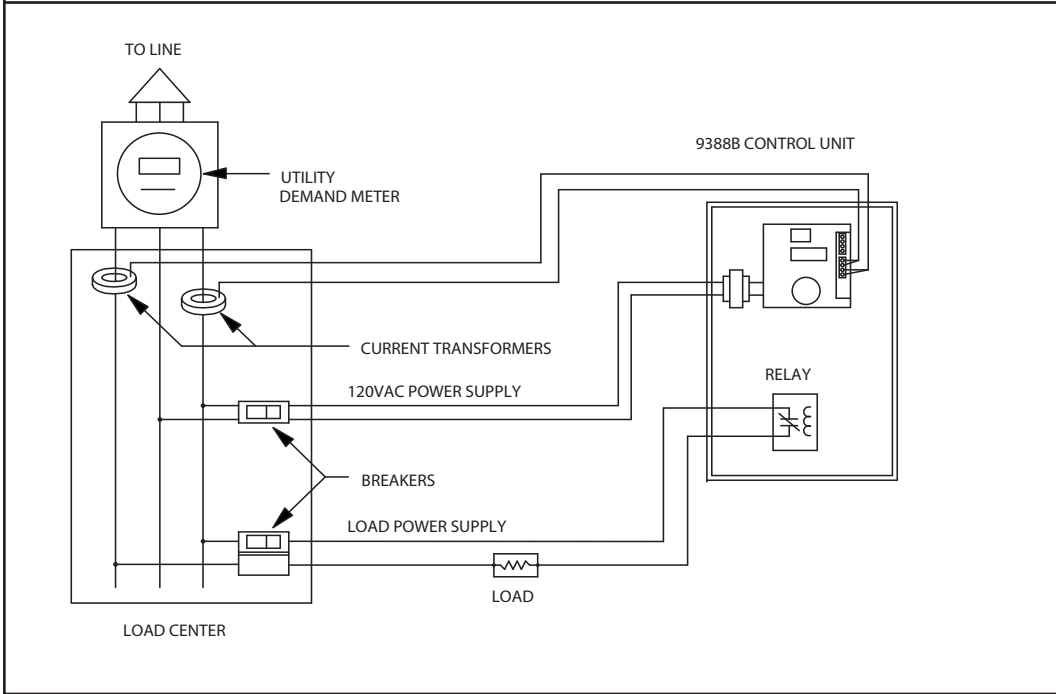 TO LINE
9388B CONTROL UNIT
UTILITY
DEMAND METER
CURRENT TRANSFORMERS
RELAY
120VAC POWER SUPPLY
BREAKERS
LOAD POWER SUPPLY
LOAD
LOAD CENTER